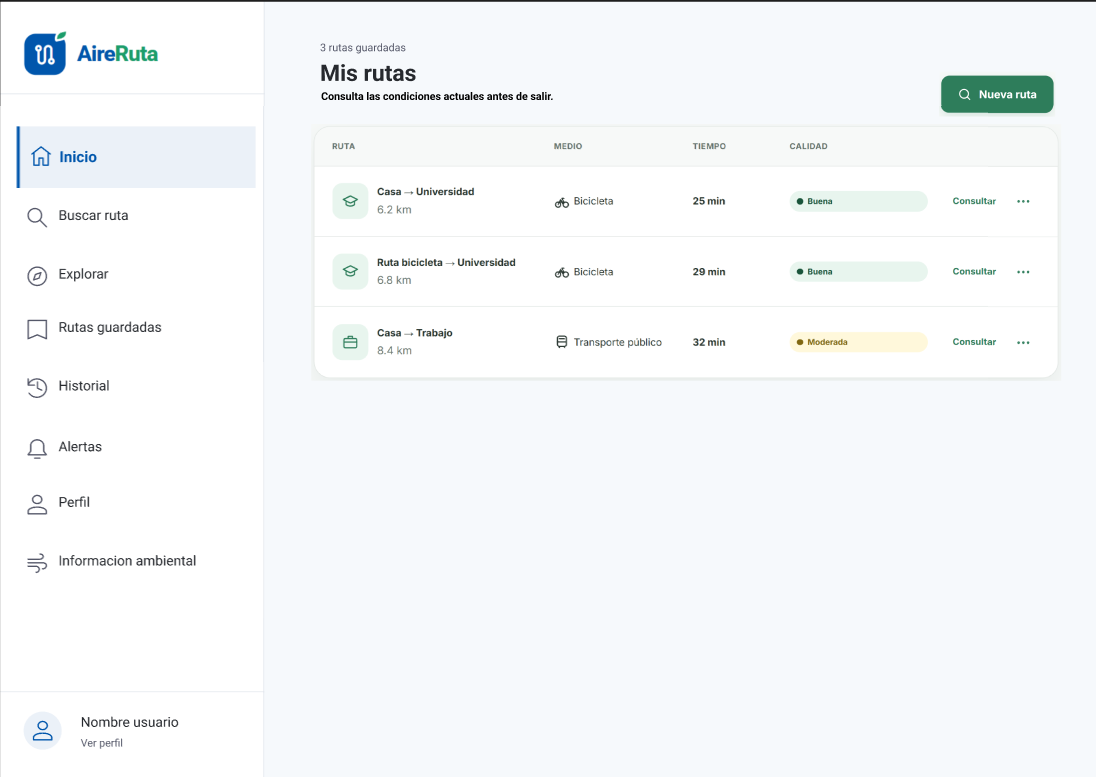 AireRuta
Inicio
Buscar ruta
Explorar
Rutas guardadas
Historial
Alertas
Perfil
Informacion ambiental
Nombre usuario
Ver perfil
3 rutas guardadas
Mis rutas
Consulta las condiciones actuales antes de salir.
Nueva ruta
RUTA MEDIO TIEMPO CALIDAD
Casa → Universidad
6.2 km
Bicicleta
25 min
Buena
Consultar
Ruta bicicleta → Universidad
6.8 km
Bicicleta
29 min
Buena
Consultar
Casa → Trabajo
8.4 km
Transporte público
32 min
Moderada
Consultar